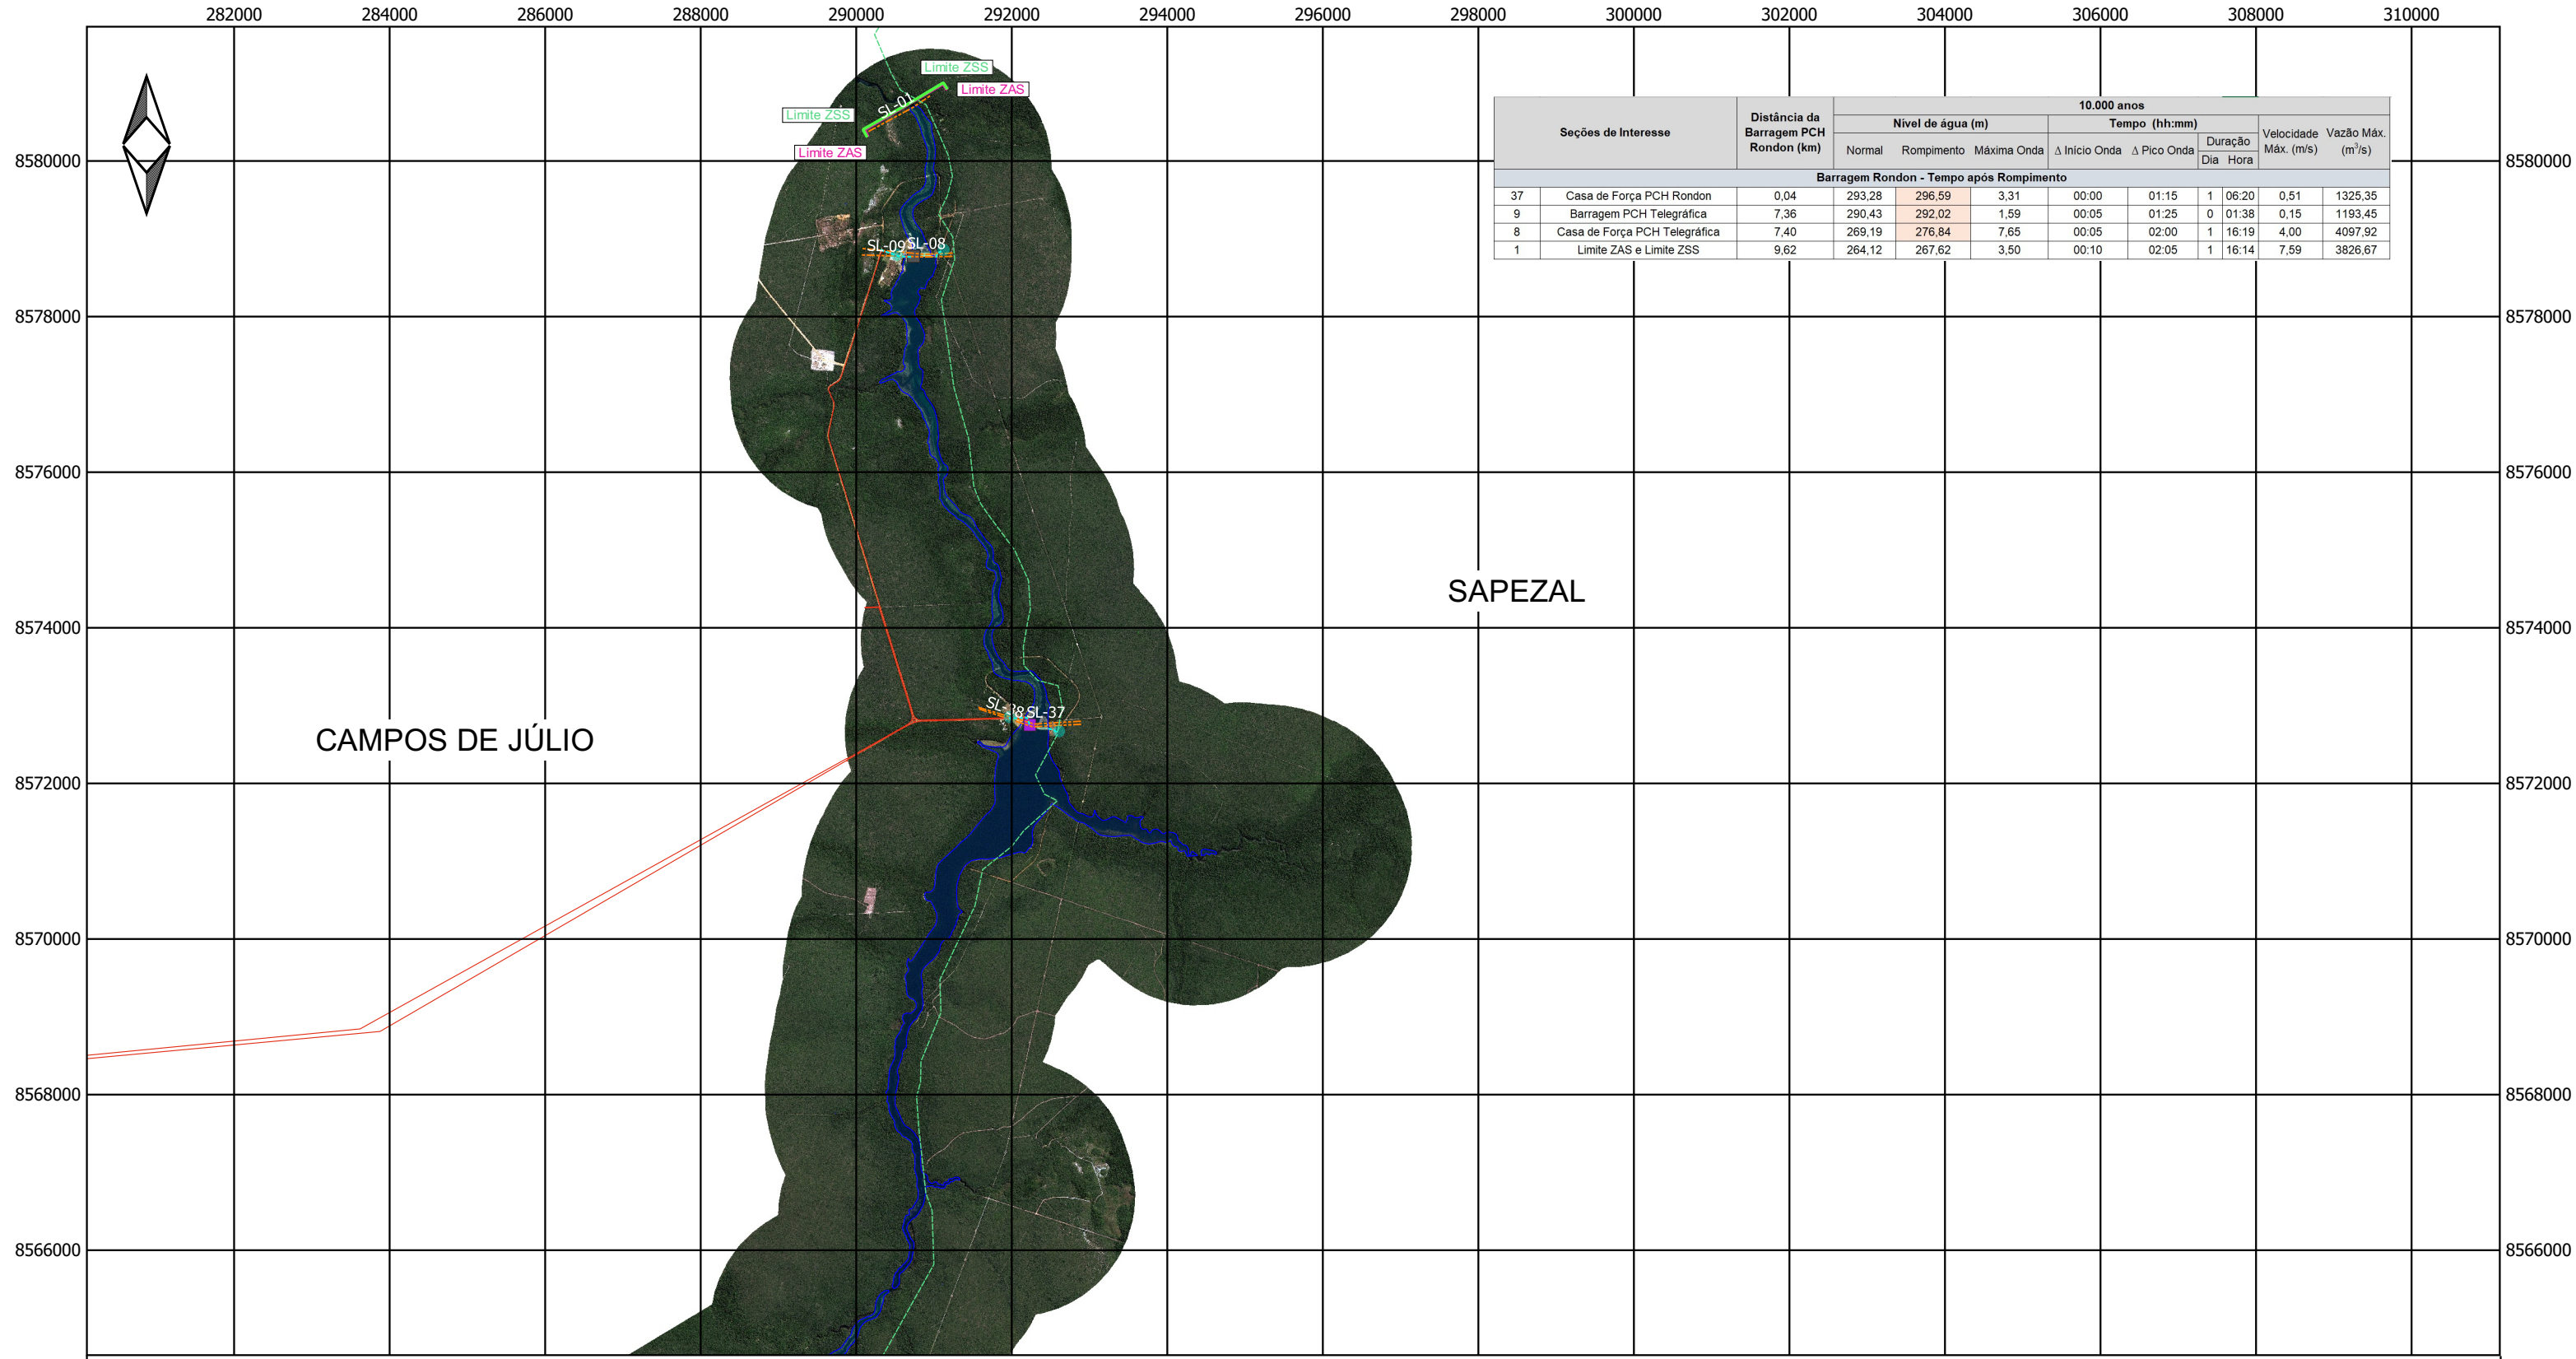 282000 284000 286000 288000 290000 292000 294000 296000 298000 300000 302000 304000 306000 308000 310000
Limite ZSS
Limite ZAS
SL-01
Limite ZSS
Limite ZAS
8580000 8580000
Seções de Interesse
Distância da
Barragem PCH
Rondon (km)
10.000 anos
Nível de água (m) Tempo (hh:mm) Velocidade
Máx. (m/s) Vazão Máx.
(m³/s)
Normal Rompimento Máxima Onda Δ Início Onda Δ Pico Onda Duração
Dia Hora
Barragem Rondon - Tempo após Rompimento
37 Casa de Força PCH Rondon 0,04 293,28 296,59 3,31 00:00 01:15 1 06:20 0,51 1325,35
9 Barragem PCH Telegráfica 7,36 290,43 292,02 1,59 00:05 01:25 0 01:38 0,15 1193,45
8 Casa de Força PCH Telegráfica 7,40 269,19 276,84 7,65 00:05 02:00 1 16:19 4,00 4097,92
1 Limite ZAS e Limite ZSS 9,62 264,12 267,62 3,50 00:10 02:05 1 16:14 7,59 3826,67
SL-09 SL-08
8578000 8578000
8576000 8576000
SAPEZAL
8574000 8574000
SL-37
CAMPOS DE JÚLIO
8572000 8572000
8570000 8570000
8568000 8568000
8566000 8566000